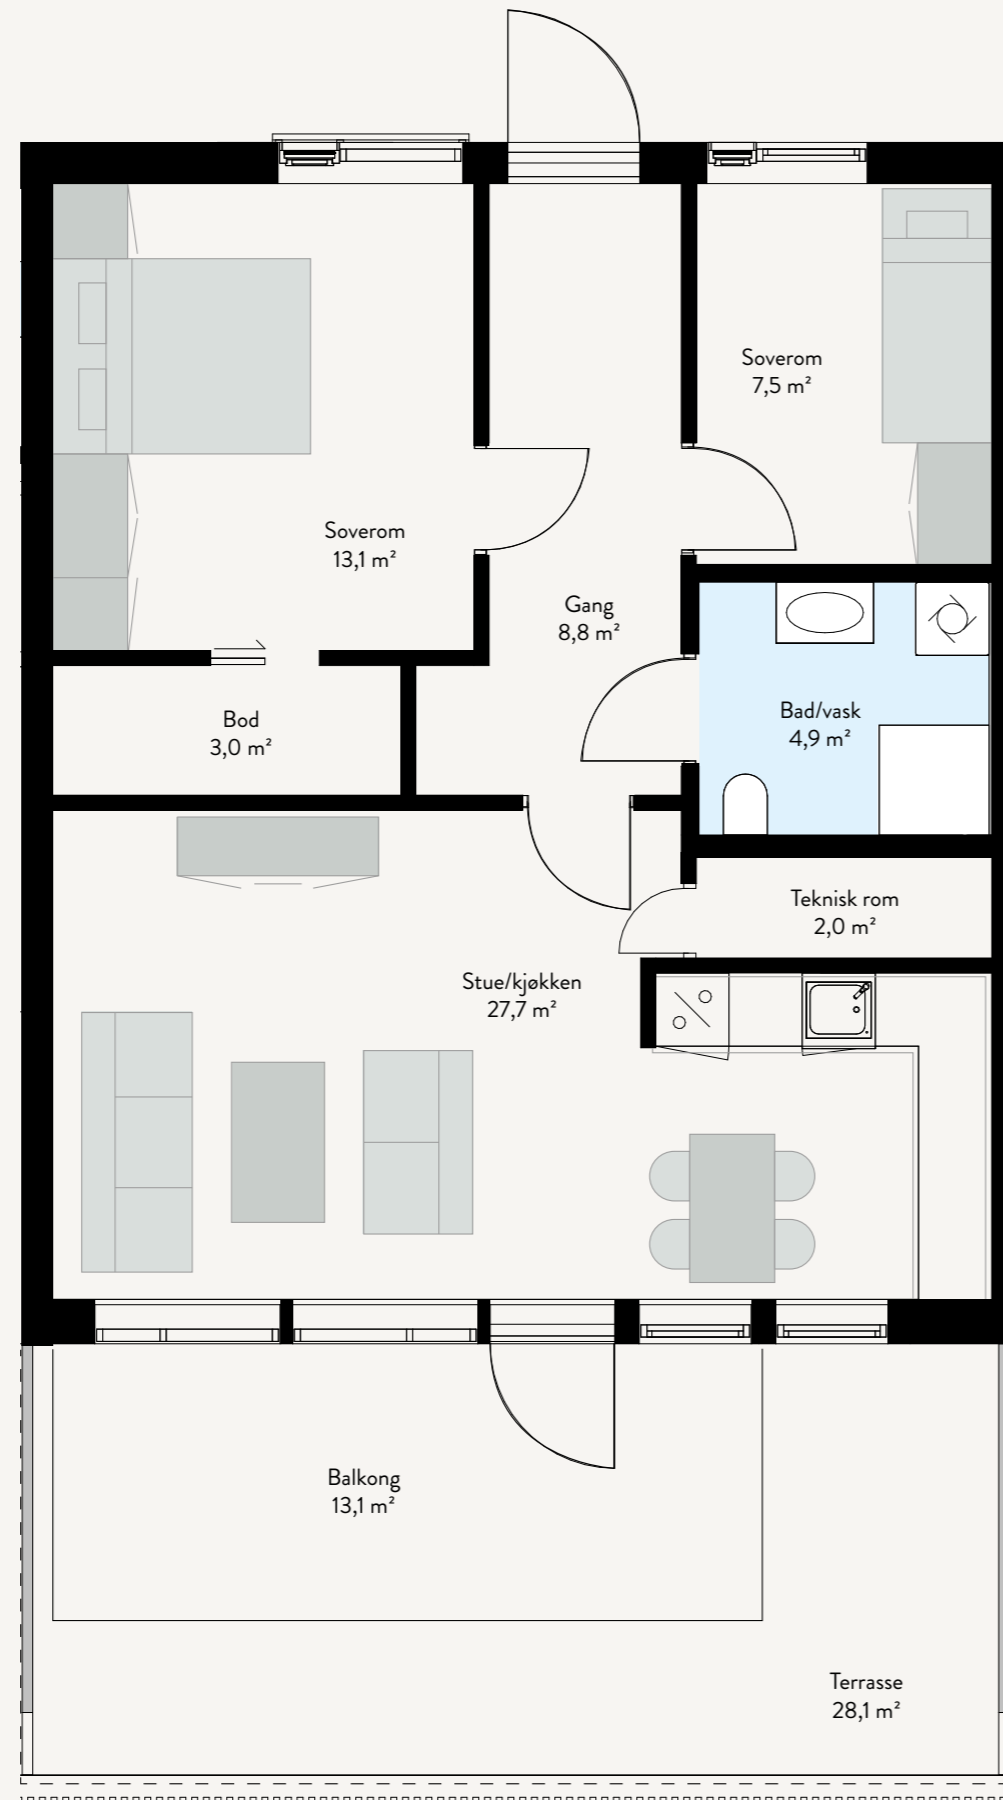 Soverom
7,5 m²
Soverom
13,1 m²
Gang
8,8 m²
Bod
3,0 m²
Bad/vask
4,9 m²
Teknisk rom
2,0 m²
Stue/kjøkken
27,7 m²
Balkong
13,1 m²
Terrasse
28,1 m²